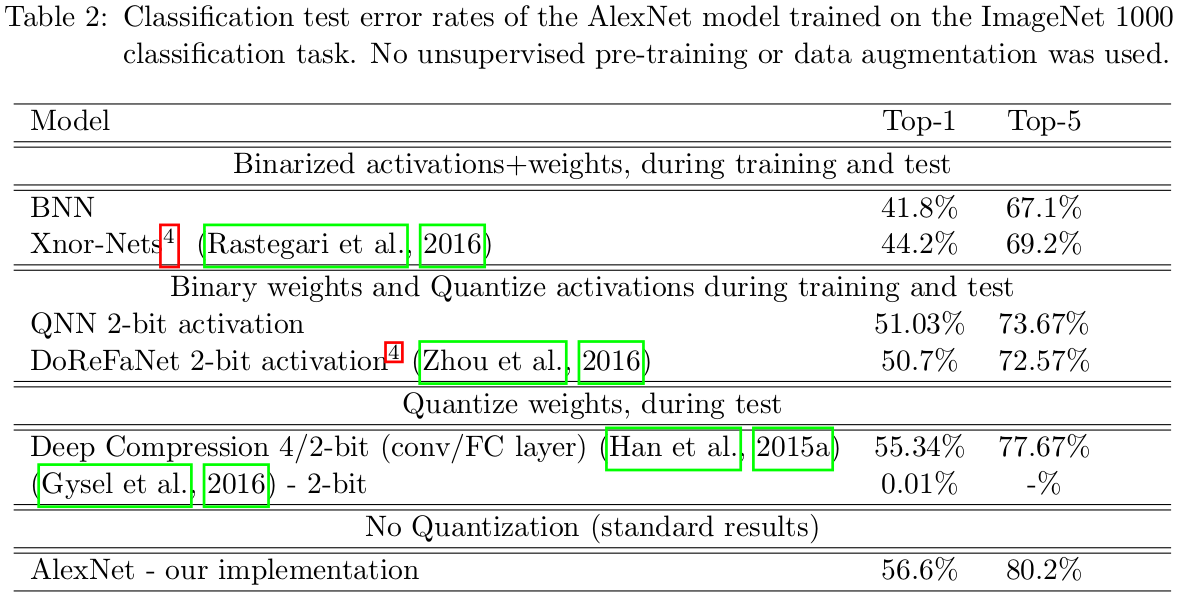 Table 2: Classification test error rates of the AlexNet model trained on the ImageNet 1000
classification task. No unsupervised pre-training or data augmentation was used.
Model Top-1 Top-5
Binarized activations+weights, during training and test
BNN 41.8% 67.1%
Xnor-Nets4 (Rastegari et al., 2016) 44.2% 69.2%
Binary weights and Quantize activations during training and test
QNN 2-bit activation 51.03% 73.67%
DoReFaNet 2-bit activation4 (Zhou et al., 2016) 50.7% 72.57%
Quantize weights, during test
Deep Compression 4/2-bit (conv/FC layer) (Han et al., 2015a) 55.34% 77.67%
(Gysel et al., 2016) - 2-bit 0.01% -%
No Quantization (standard results)
AlexNet - our implementation 56.6% 80.2%